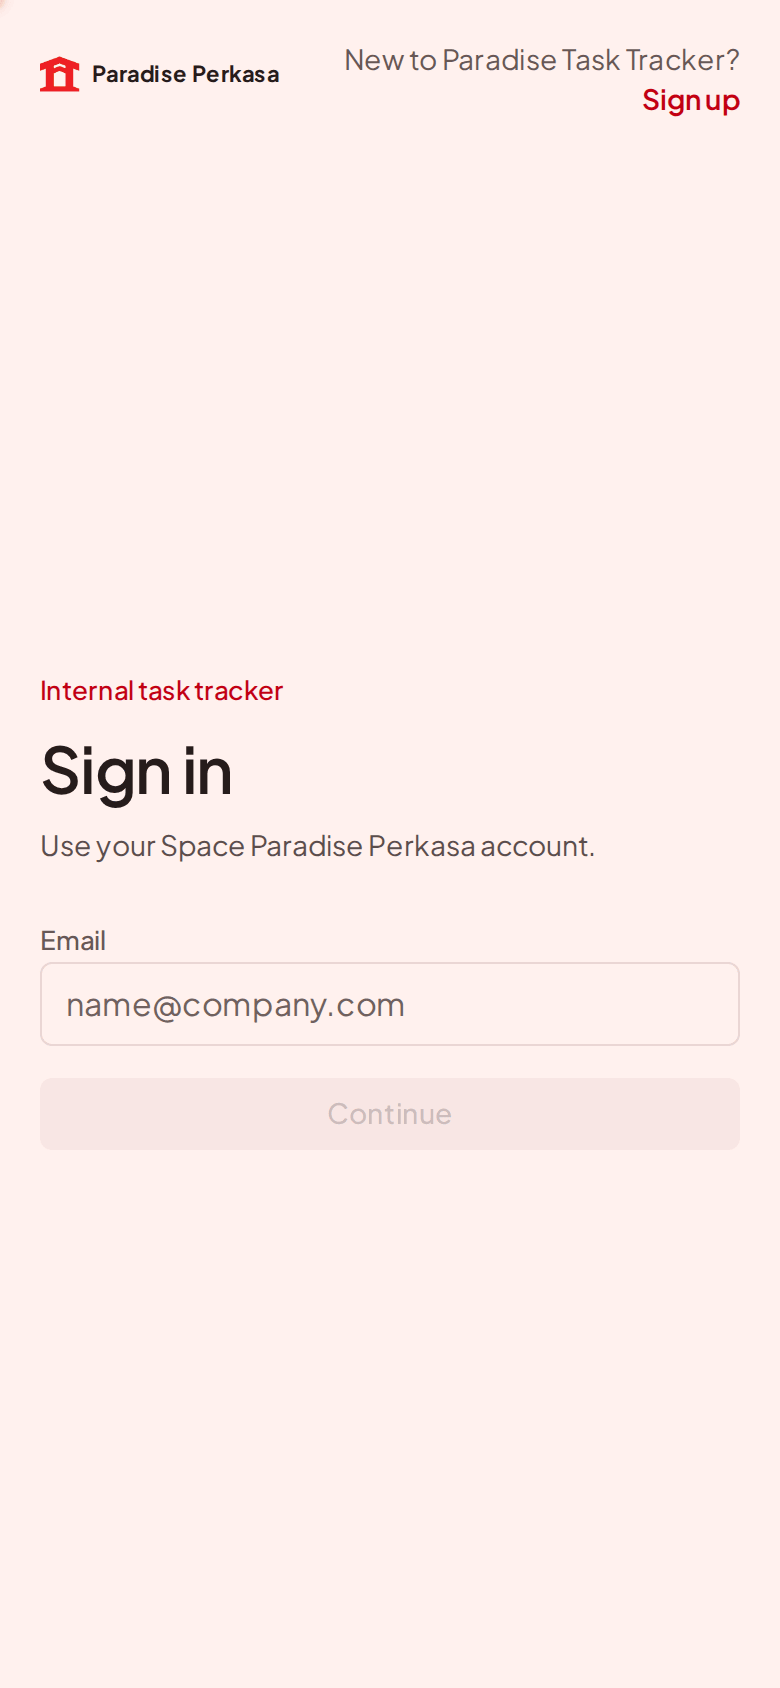 Paradise Perkasa
New to Paradise Task Tracker?
Sign up
Internal task tracker
Sign in
Use your Space Paradise Perkasa account.
Email
name@company.com
Continue